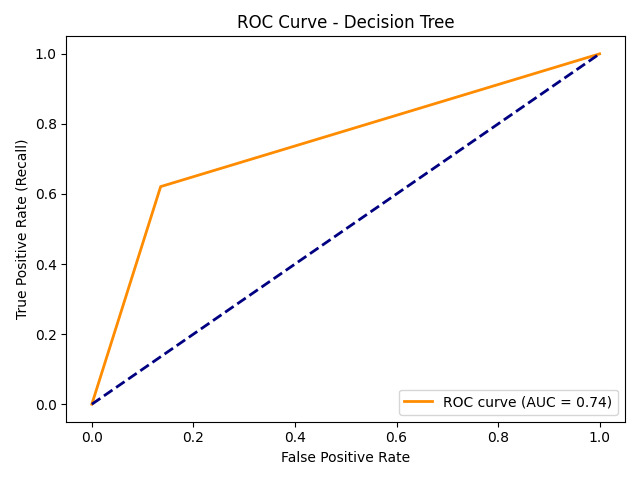 ROC Curve - Decision Tree
True Positive Rate (Recall)
1.0
0.8
0.6
0.4
0.2
0.0
ROC curve (AUC = 0.74)
0.0 0.2 0.4 0.6 0.8 1.0
False Positive Rate